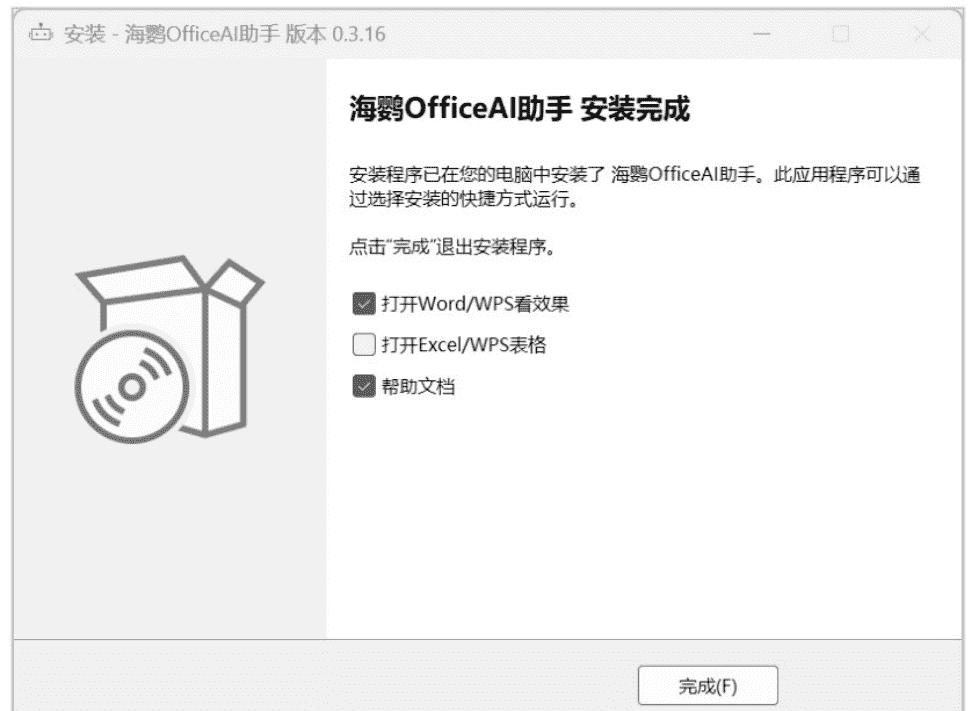 安装 - 海鹦OfficeAI助手 版本 0.3.16
海鹦OfficeAI助手 安装完成
安装程序已在您的电脑中安装了 海鹦OfficeAI助手。此应用程序可以通
过选择安装的快捷方式运行。
点击“完成”退出安装程序。
打开Word/WPS看效果
打开Excel/WPS表格
帮助文档
完成(F)